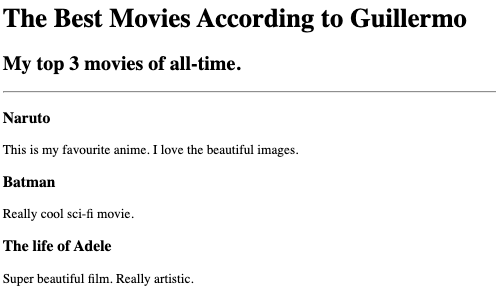 The Best Movies According to Guillermo
My top 3 movies of all-time.
Naruto
This is my favourite anime. I love the beautiful images.
Batman
Really cool sci-fi movie.
The life of Adele
Super beautiful film. Really artistic.